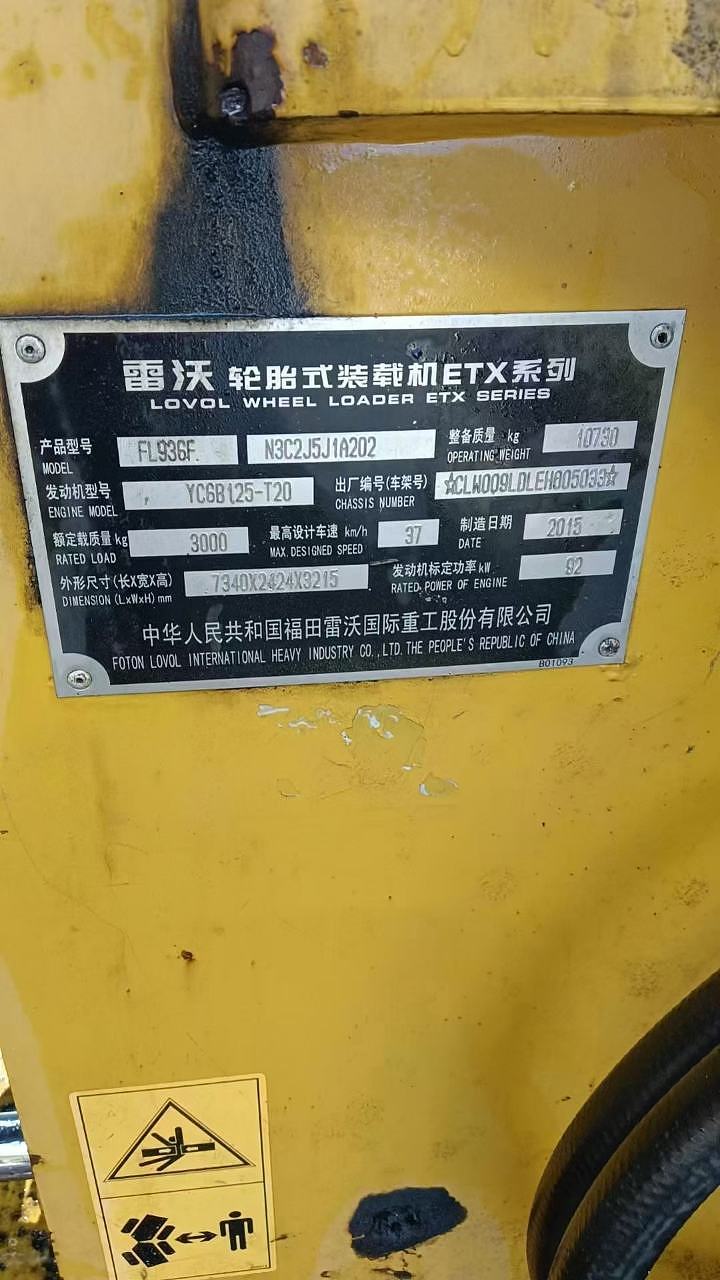 雷沃 轮胎式装载机ETX系列
LOVOL WHEEL LOADER ETX SERIES
产品型号 MODEL FL936F N3C2J5J1A202 整备质量 kg OPERATING WEIGHT 10730
发动机型号 ENGINE MODEL YC6B125-T20 出厂编号(车架号) CHASSIS NUMBER ☆CLW009LDLEH805033☆
额定载质量 kg RATED LOAD 3000 最高设计车速 km/h MAX.DESIGNED SPEED 37 制造日期 DATE 2015
外形尺寸(长X宽X高) DIMENSION (LxWxH) mm 7340X2424X3215 发动机标定功率 kW RATED POWER OF ENGINE 92
中华人民共和国福田雷沃国际重工股份有限公司
FOTON LOVOL INTERNATIONAL HEAVY INDUSTRY CO.,LTD.THE PEOPLE'S REPUBLIC OF CHINA
B01093